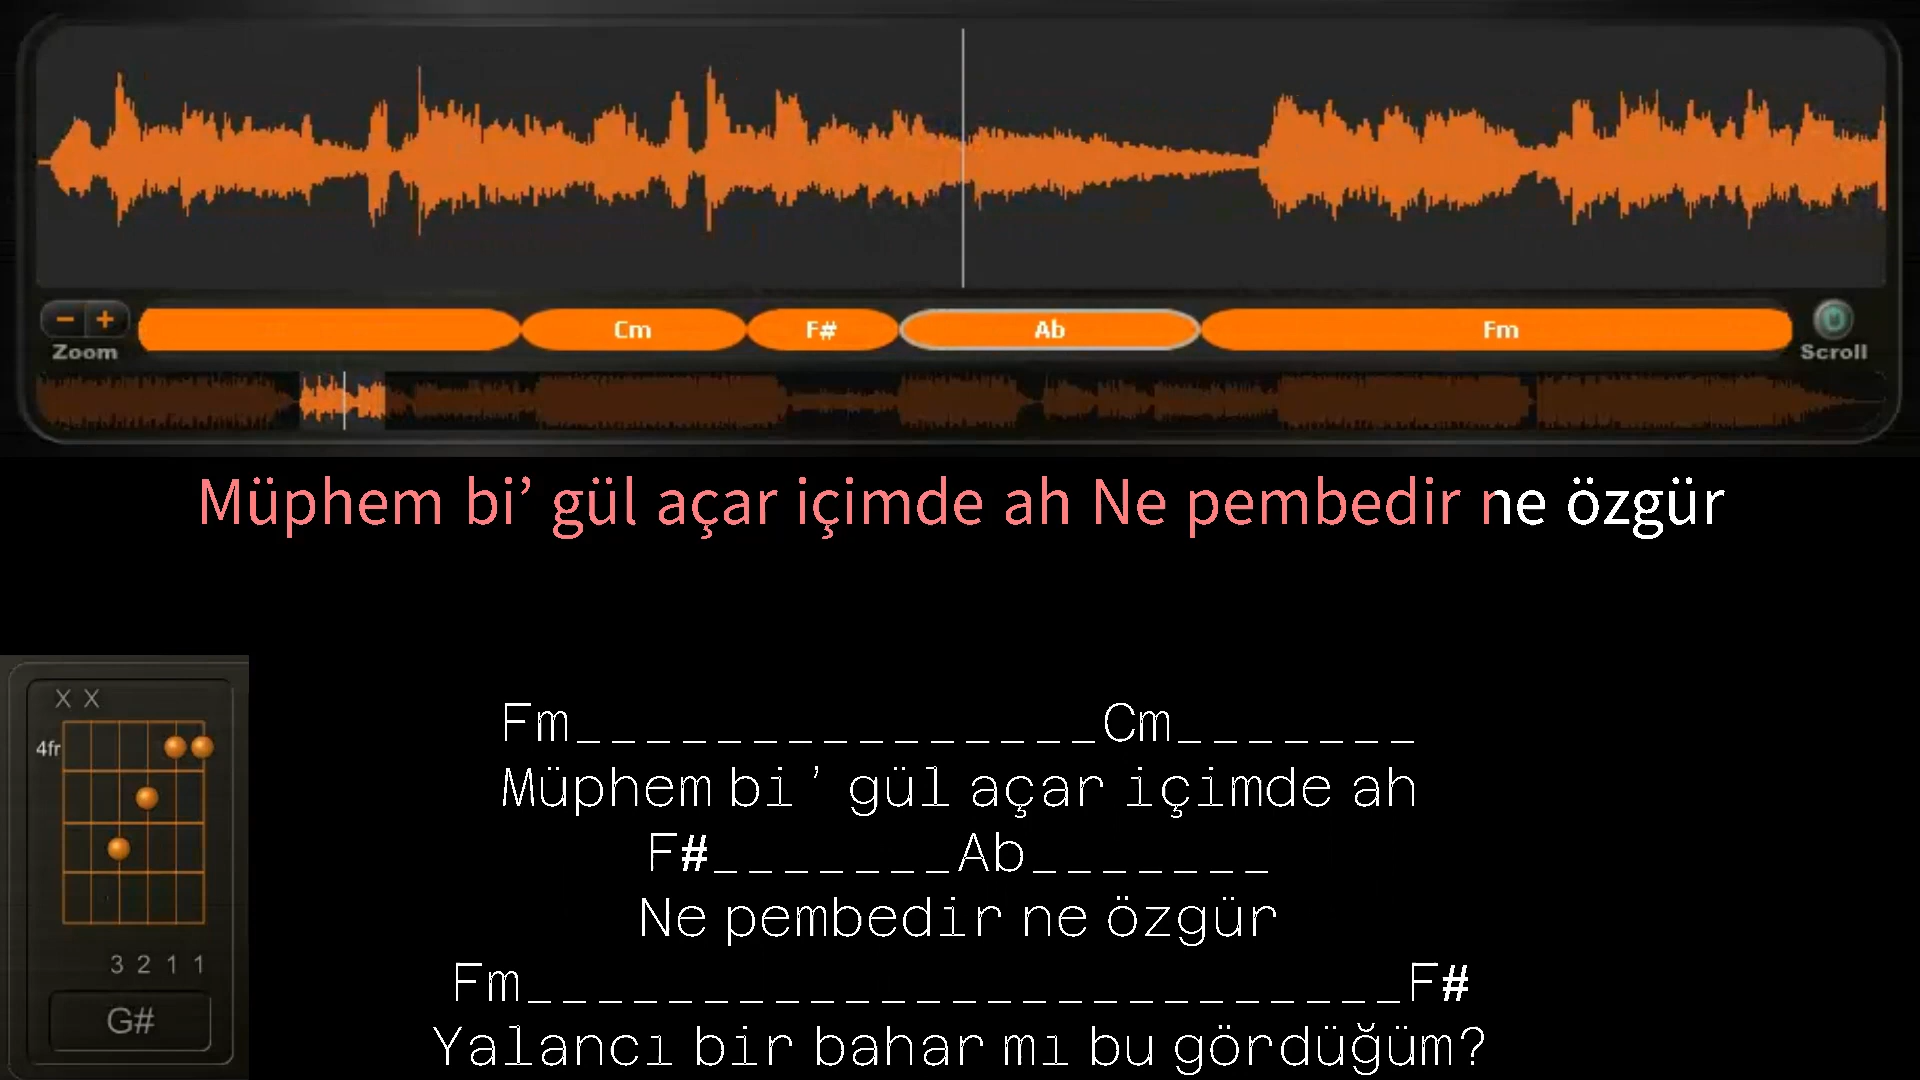 Cm F# Ab Fm
− +
Zoom
Scroll
Müphem bi’ gül açar içimde ah Ne pembedir ne özgür
X X
4fr
3 2 1 1
G#
Fm_______________Cm_______
Müphem bi’ gül açar içimde ah
F#_______Ab_______
Ne pembedir ne özgür
Fm_________________________F#
Yalancı bir bahar mı bu gördüğüm?